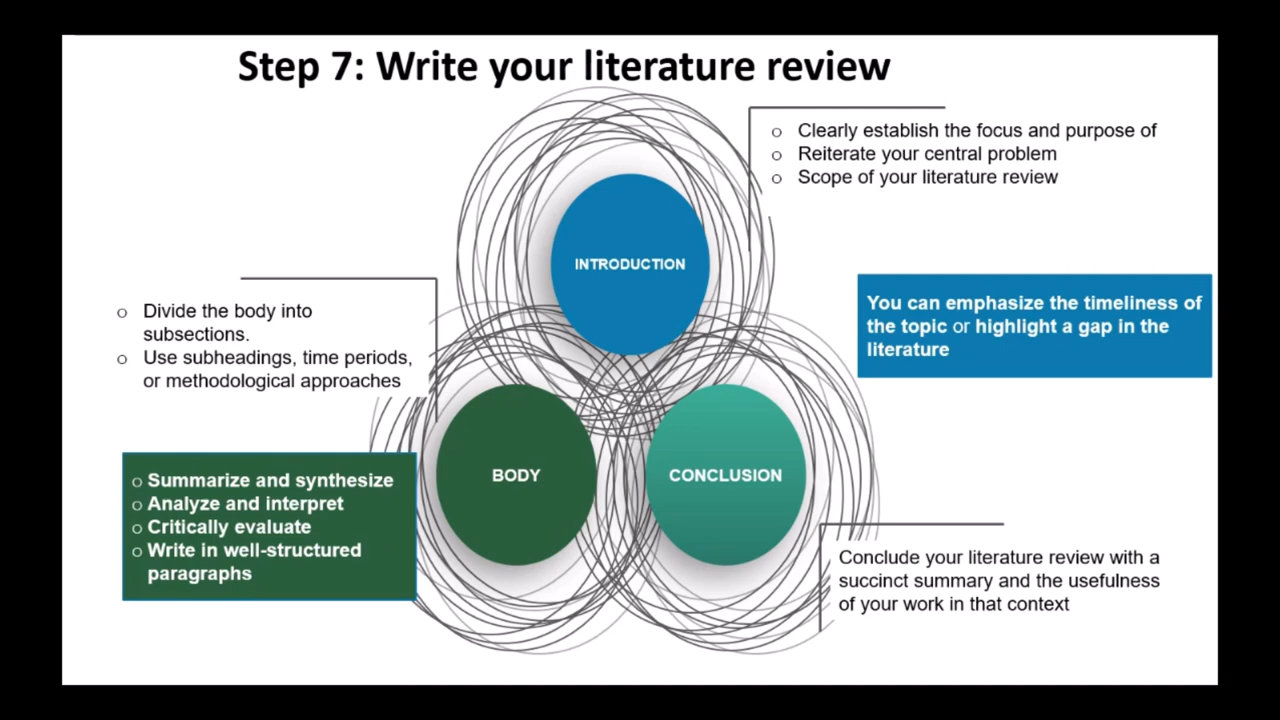 Step 7: Write your literature review
o Clearly establish the focus and purpose of
o Reiterate your central problem
o Scope of your literature review
INTRODUCTION
You can emphasize the timeliness of
the topic or highlight a gap in the
literature
o Divide the body into
subsections.
o Use subheadings, time periods,
or methodological approaches
BODY
o Summarize and synthesize
o Analyze and interpret
o Critically evaluate
o Write in well-structured
paragraphs
CONCLUSION
Conclude your literature review with a
succinct summary and the usefulness
of your work in that context